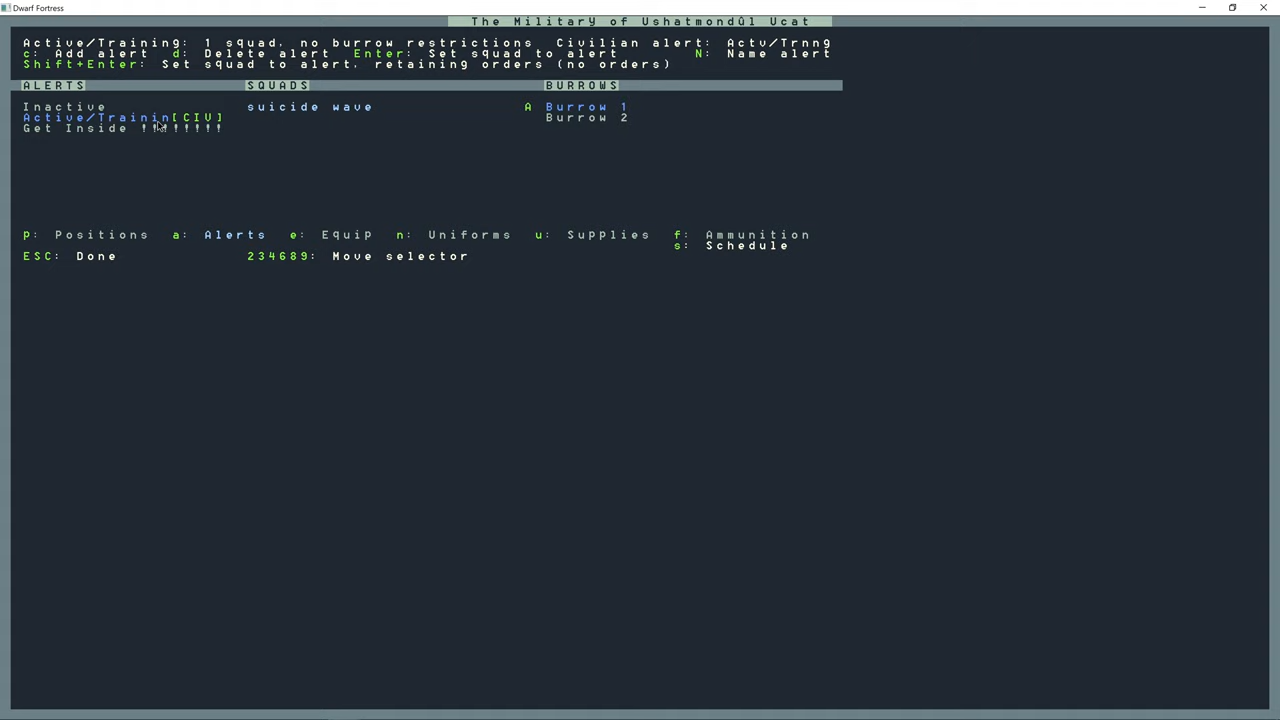 Dwarf Fortress
The Military of Ushatmondûl Ucat
Active/Training: 1 squad, no burrow restrictions Civilian alert: Actv/Trnng
c: Add alert d: Delete alert Enter: Set squad to alert N: Name alert
Shift+Enter: Set squad to alert, retaining orders (no orders)
ALERTS SQUADS BURROWS
Inactive suicide wave A Burrow 1
Active/Trainin[CIV] Burrow 2
Get Inside !!!!!!!!
p: Positions a: Alerts e: Equip n: Uniforms u: Supplies f: Ammunition
s: Schedule
ESC: Done 234689: Move selector